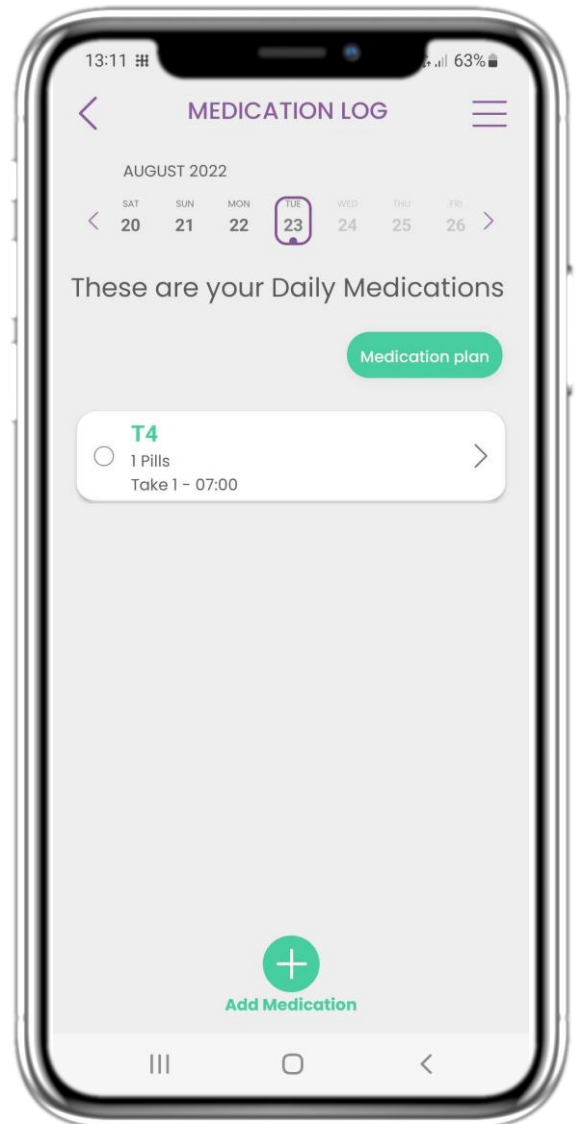 13:11 63%
MEDICATION LOG
AUGUST 2022
SAT SUN MON TUE WED THU FRI
20 21 22 23 24 25 26
These are your Daily Medications
Medication plan
T4
1 Pills
Take 1 - 07:00
Add Medication